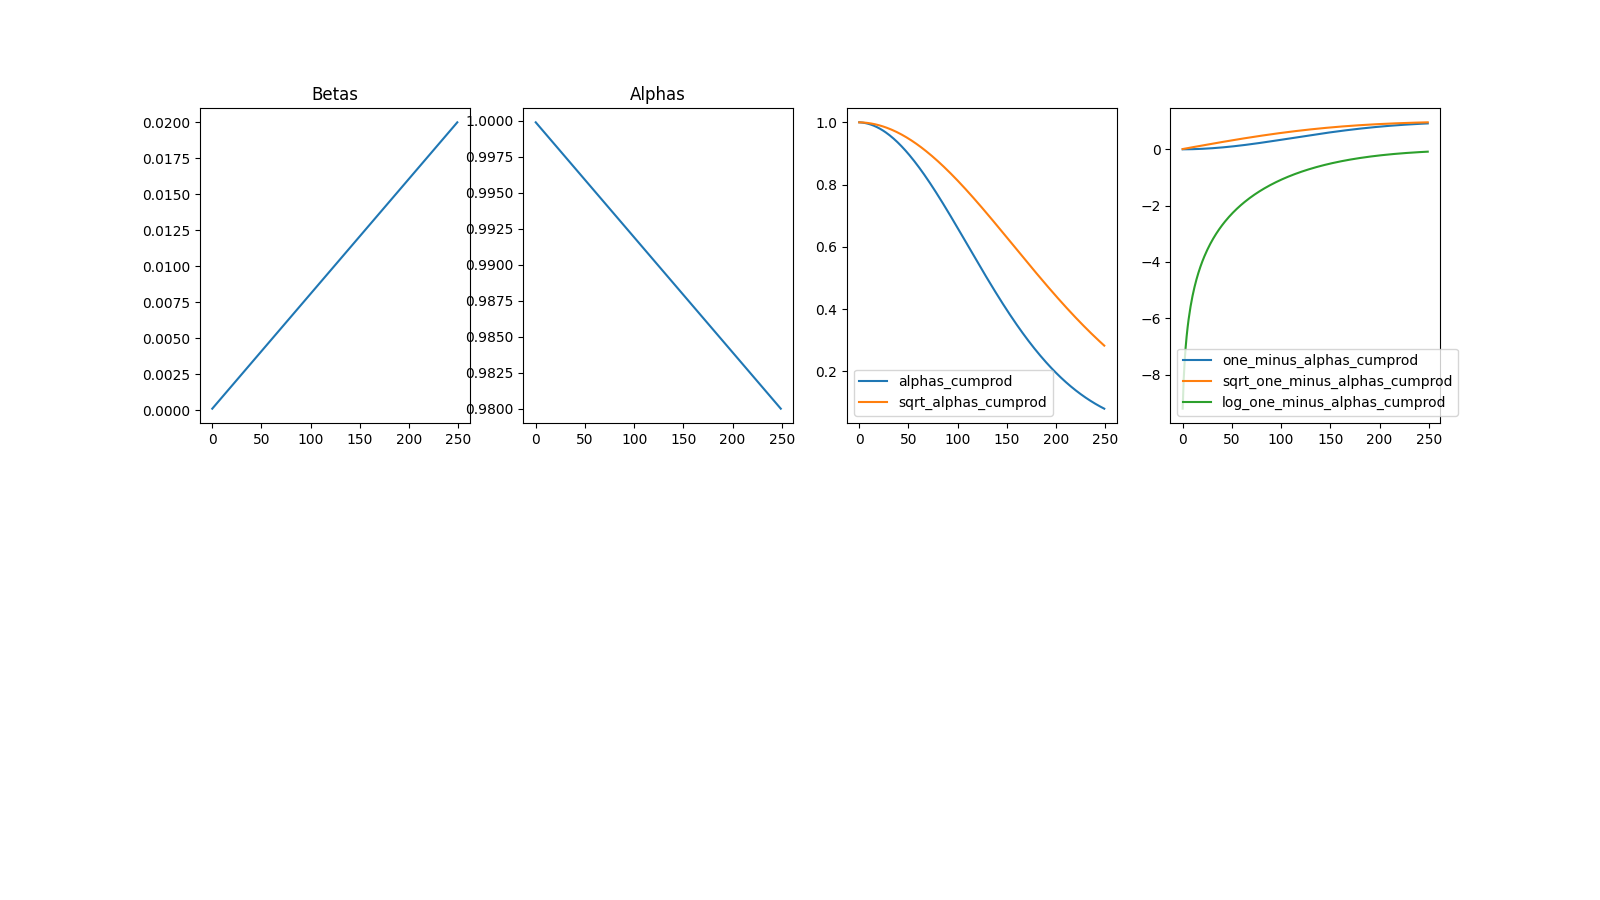 Betas
0.0200
0.0175
0.0150
0.0125
0.0100
0.0075
0.0050
0.0025
0.0000
0 50 100 150 200 250
Alphas
1.0000
0.9975
0.9950
0.9925
0.9900
0.9875
0.9850
0.9825
0.9800
0 50 100 150 200 250
1.0
0.8
0.6
0.4
0.2
alphas_cumprod
sqrt_alphas_cumprod
0 50 100 150 200 250
0
−2
−4
−6
−8
one_minus_alphas_cumprod
sqrt_one_minus_alphas_cumprod
log_one_minus_alphas_cumprod
0 50 100 150 200 250